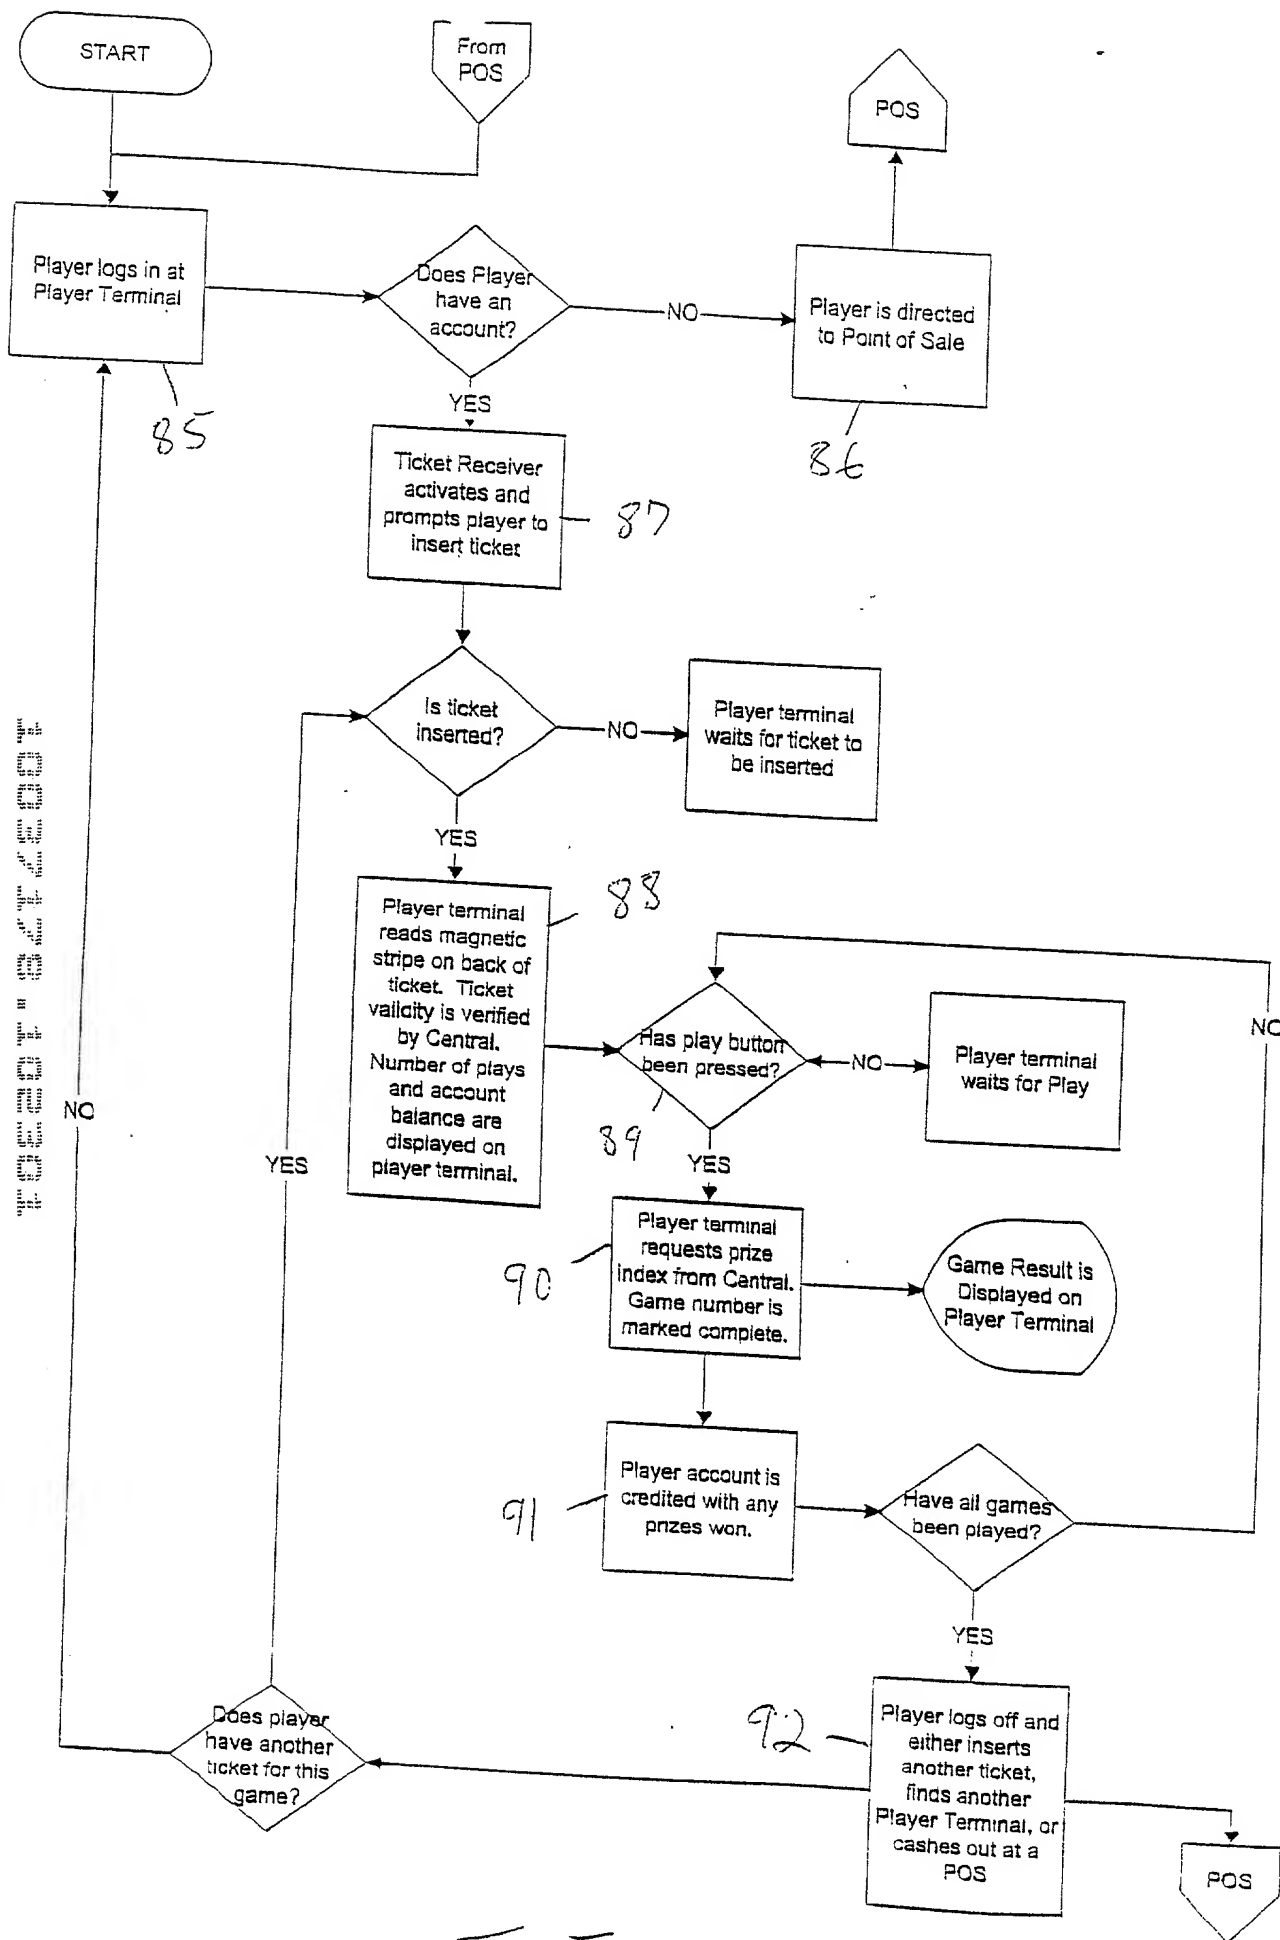 START
From
POS
POS
Player logs in at
Player Terminal
85
Does Player
have an
account?
NO
Player is directed
to Point of Sale
86
YES
Ticket Receiver
activates and
prompts player to
insert ticket
87
Is ticket
inserted?
NO
Player terminal
waits for ticket to
be inserted
YES
Player terminal
reads magnetic
stripe on back of
ticket. Ticket
validity is verified
by Central.
Number of plays
and account
balance are
displayed on
player terminal.
88
Has play button
been pressed?
89
NO
Player terminal
waits for Play
NO
YES
Player terminal
requests prize
index from Central.
Game number is
marked complete.
90
Game Result is
Displayed on
Player Terminal
Player account is
credited with any
prizes won.
91
Have all games
been played?
YES
Player logs off and
either inserts
another ticket,
finds another
Player Terminal, or
cashes out at a
POS
92
POS
Does player
have another
ticket for this
game?
YES
NO
10037178.102301